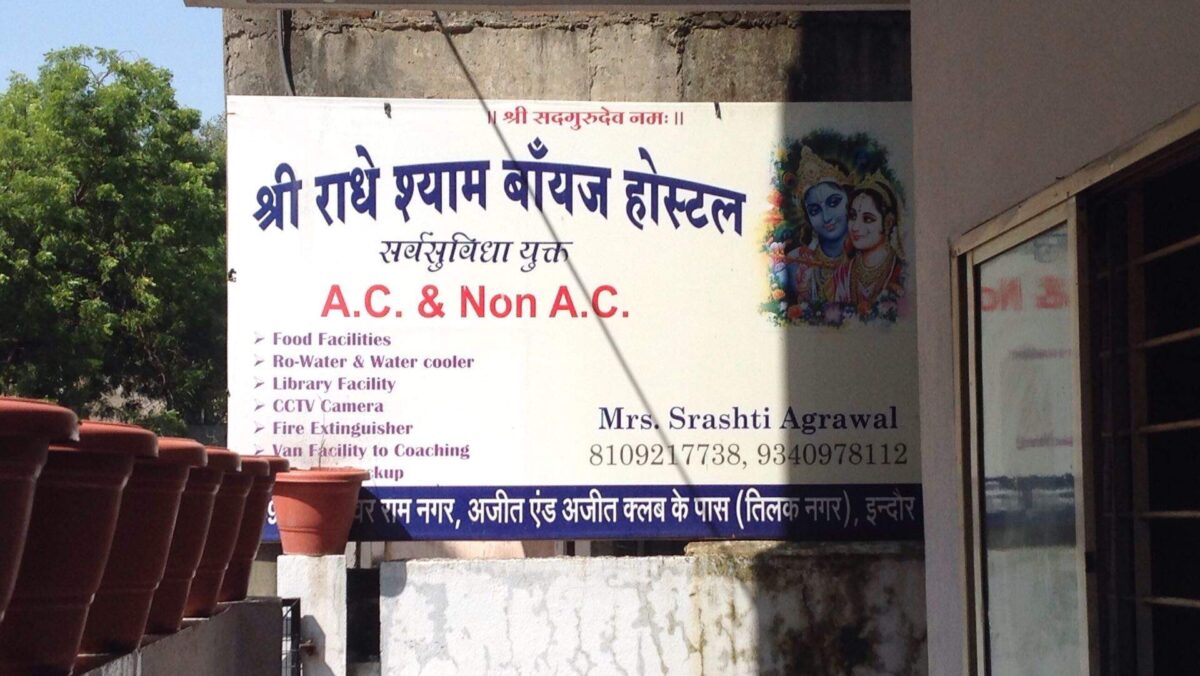 ॥ श्री सदगुरुदेव नमः ॥
श्री राधे श्याम बाँयज होस्टल
सर्वसुविधा युक्त
A.C. & Non A.C.
➢ Food Facilities
➢ Ro-Water & Water cooler
➢ Library Facility
➢ CCTV Camera
➢ Fire Extinguisher
➢ Van Facility to Coaching
Mrs. Srashti Agrawal
8109217738, 9340978112
राम नगर, अजीत एंड अजीत क्लब के पास (तिलक नगर), इन्दौर